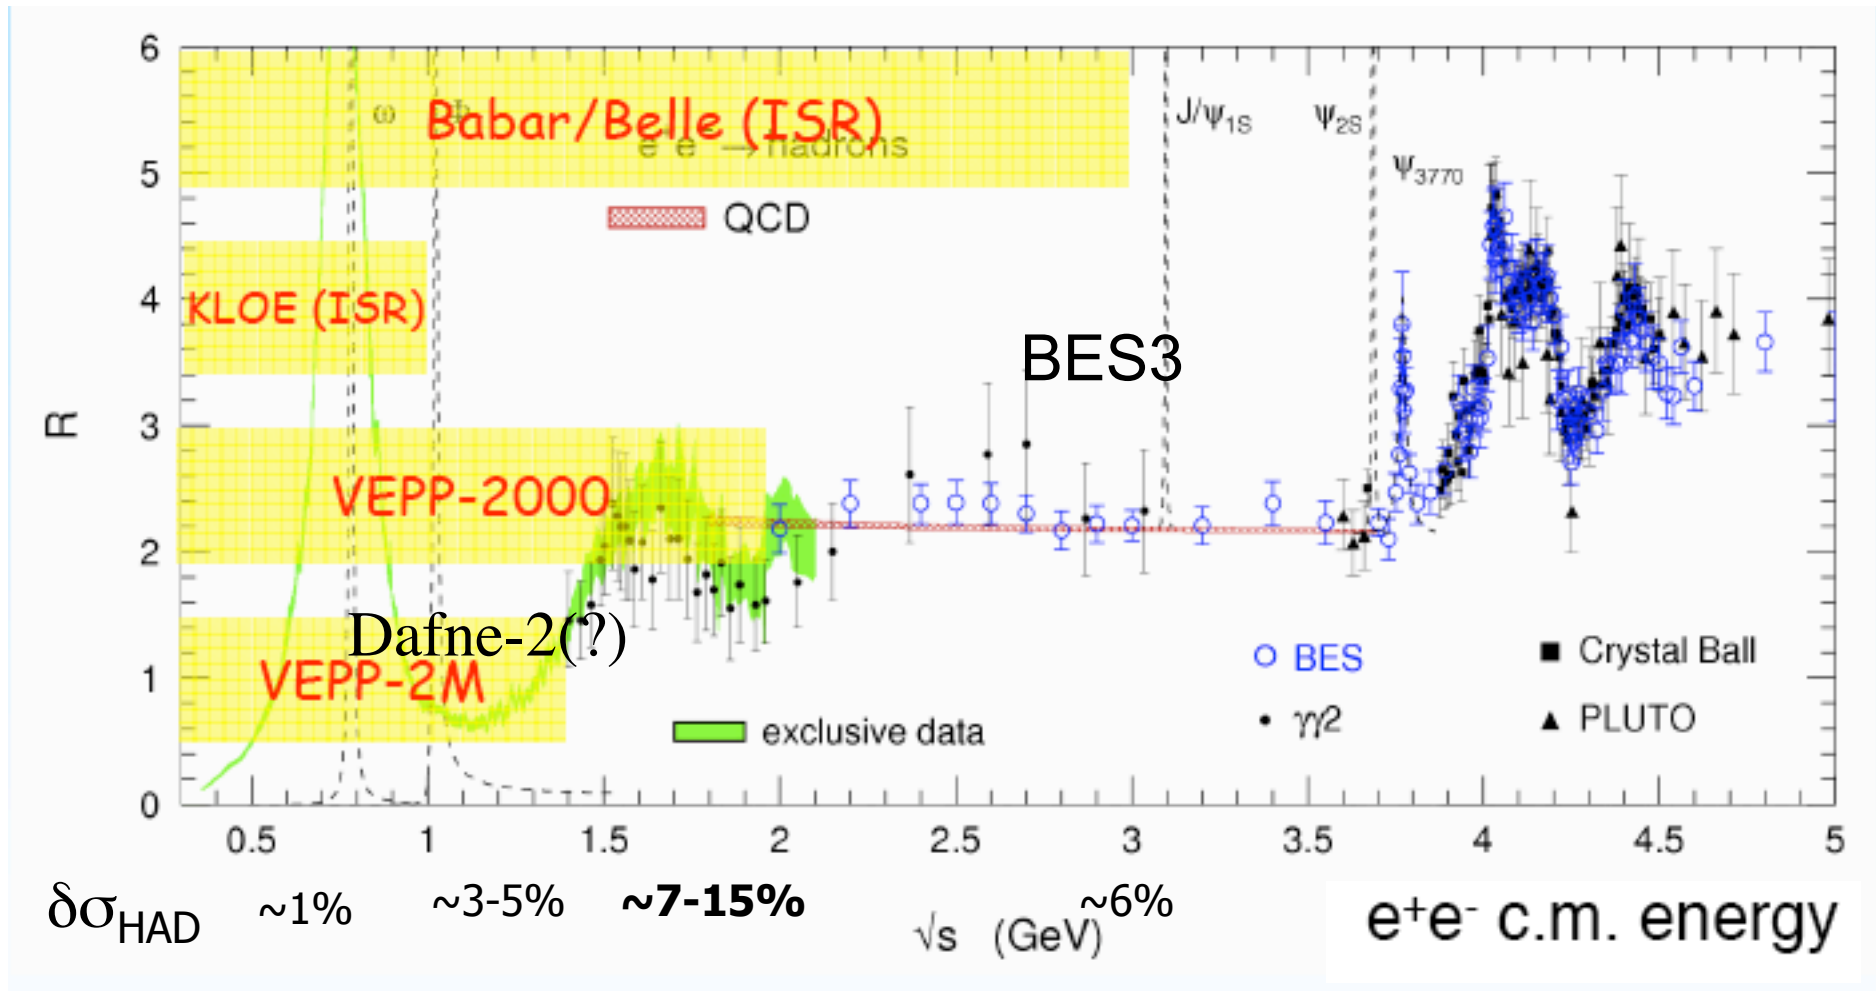 6
Babar/Belle (ISR)
ω Φ
e⁺e⁻ → hadrons
J/ψ1S
ψ2S
5
ψ3770
QCD
4
KLOE (ISR)
BES3
R
3
VEPP-2000
2
Dafne-2(?)
BES
Crystal Ball
1
VEPP-2M
exclusive data
γγ2
PLUTO
0
0.5 1 1.5 2 2.5 3 3.5 4 4.5 5
δσHAD ~1% ~3-5% ~7-15% ~6%
√s (GeV)
e⁺e⁻ c.m. energy